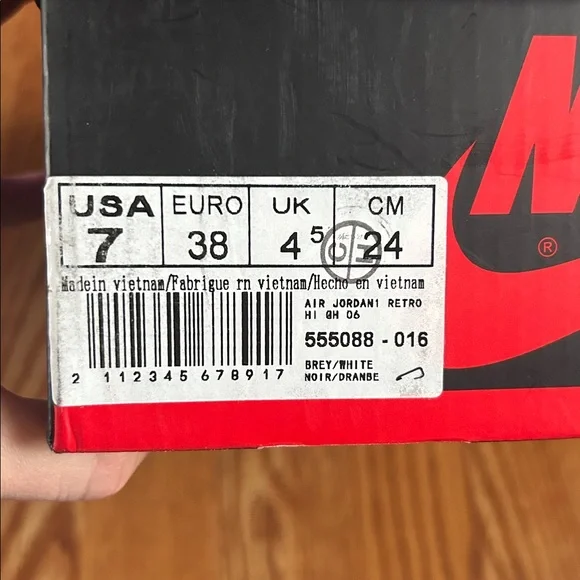 USA EURO UK CM
7 38 4 5 24
Madein vietnam/Fabrigue rn vietnam/Hecho en vietnam
AIR JORDAN1 RETRO
HI GH 06
555088 - 016
BREY/WHITE
NOIR/DRANBE
2 112345 678917
®